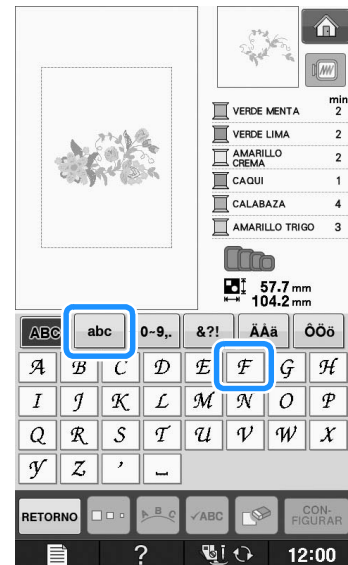 min
VERDE MENTA 2
VERDE LIMA 2
AMARILLO
CREMA 2
CAQUI 1
CALABAZA 4
AMARILLO TRIGO 3
57.7 mm
104.2 mm
ABC abc 0~9,. &?! ÄÅä ÔÖö
A B C D E F G H
I J K L M N O P
Q R S T U V W X
Y Z ' _
RETORNO A B C ✓ABC CON-
FIGURAR
? 12:00